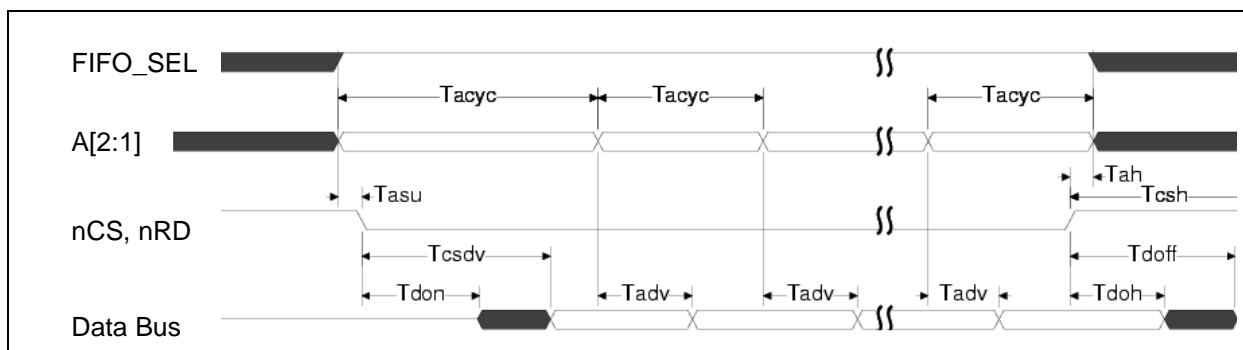 FIFO_SEL
Tacyc Tacyc Tacyc
A[2:1]
Tah
Tasu Tcsh
nCS, nRD
Tcsdv Tdoff
Tdon Tadv Tadv Tadv Tdoh
Data Bus